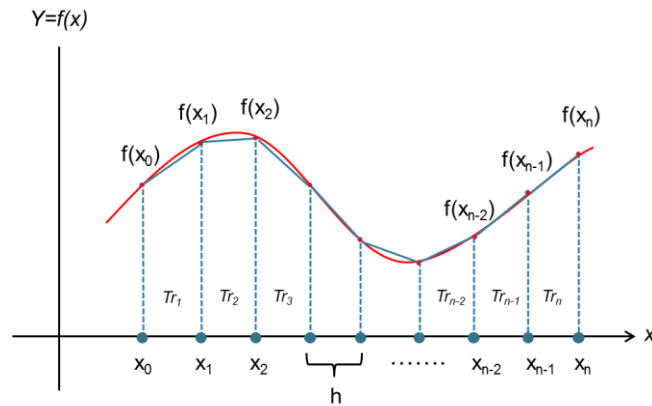 Y=f(x)
f(x₀)
f(x₁)
f(x₂)
f(xₙ₋₂)
f(xₙ₋₁)
f(xₙ)
Tr₁
Tr₂
Tr₃
Trₙ₋₂
Trₙ₋₁
Trₙ
x
x₀
x₁
x₂
........
xₙ₋₂
xₙ₋₁
xₙ
h